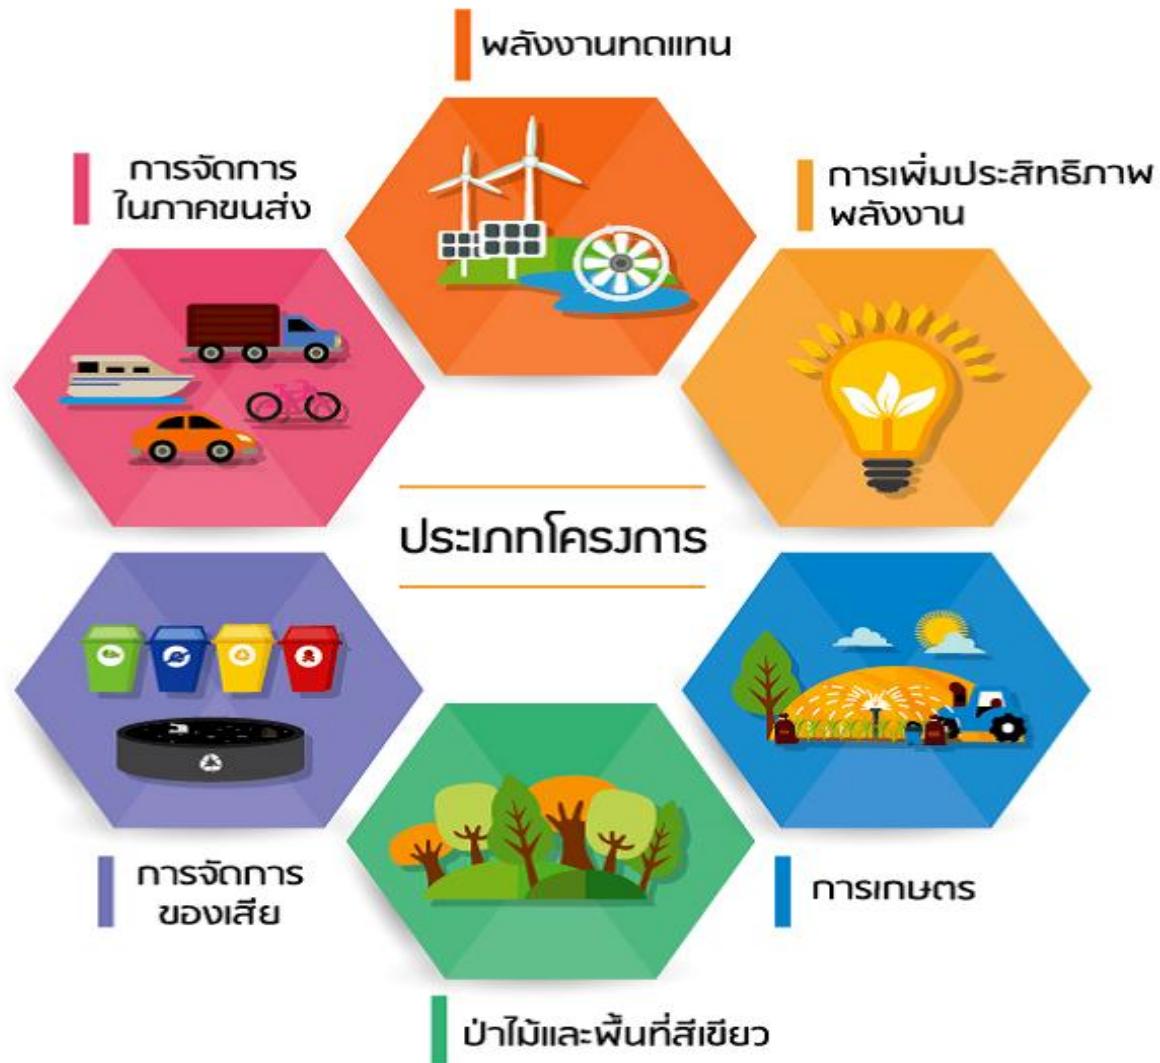 พลังงานทดแทน
การจัดการ
ในภาคขนส่ง
การเพิ่มประสิทธิภาพ
พลังงาน
ประเภทโครงการ
การจัดการ
ของเสีย
การเกษตร
ป่าไม้และพื้นที่สีเขียว